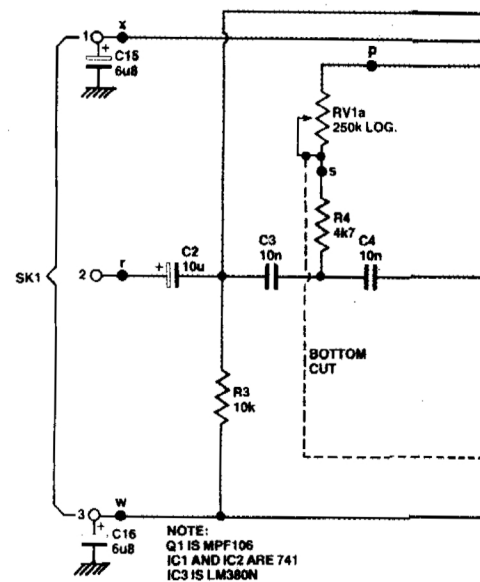 1
x
+
C15
6u8
P
RV1a
250k LOG.
s
R4
4k7
C2
10u
C3
10n
C4
10n
SK1
2
r
+
BOTTOM
CUT
R3
10k
3
w
+
C16
6u8
NOTE:
Q1 IS MPF106
IC1 AND IC2 ARE 741
IC3 IS LM380N